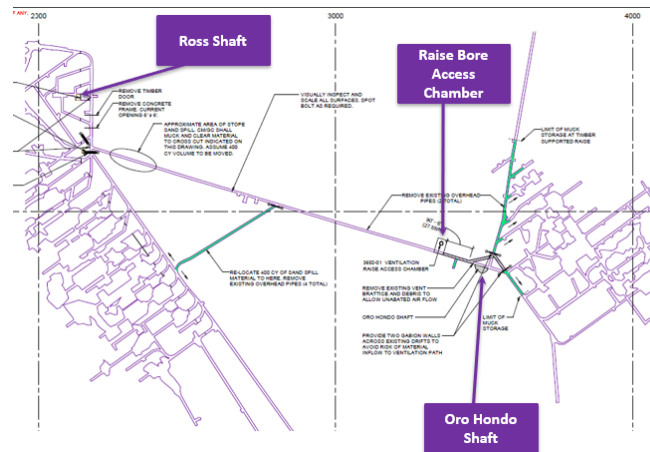 ANY.
2200
3000
4000
Ross Shaft
Raise Bore
Access
Chamber
REMOVE TIMBER
DOOR
REMOVE CONCRETE
FRAME. CURRENT
OPENING 6' x 6'.
APPROXIMATE AREA OF STOPE
SAND SPILL. CM/GC SHALL
MUCK AND CLEAR MATERIAL
TO CROSS CUT INDICATED ON
THIS DRAWING. ASSUME 400
CY VOLUME TO BE MOVED.
VISUALLY INSPECT AND
SCALE ALL SURFACES. SPOT
BOLT AS REQUIRED.
LIMIT OF MUCK
STORAGE AT TIMBER
SUPPORTED RAISE
REMOVE EXISTING OVERHEAD
PIPES (2 TOTAL)
VENTILATION
RAISE ACCESS CHAMBER
RE-LOCATE 400 CY OF SAND SPILL
MATERIAL TO HERE. REMOVE
EXISTING OVERHEAD PIPES (4 TOTAL)
REMOVE EXISTING VENT
BRATTICE AND DEBRIS TO
ALLOW UNABATED AIR FLOW
ORO HONDO SHAFT
PROVIDE TWO GABION WALLS
ACROSS EXISTING DRIFTS TO
AVOID RISK OF MATERIAL
INFLOW TO VENTILATION PATH
LIMIT OF
MUCK
STORAGE
Oro Hondo
Shaft